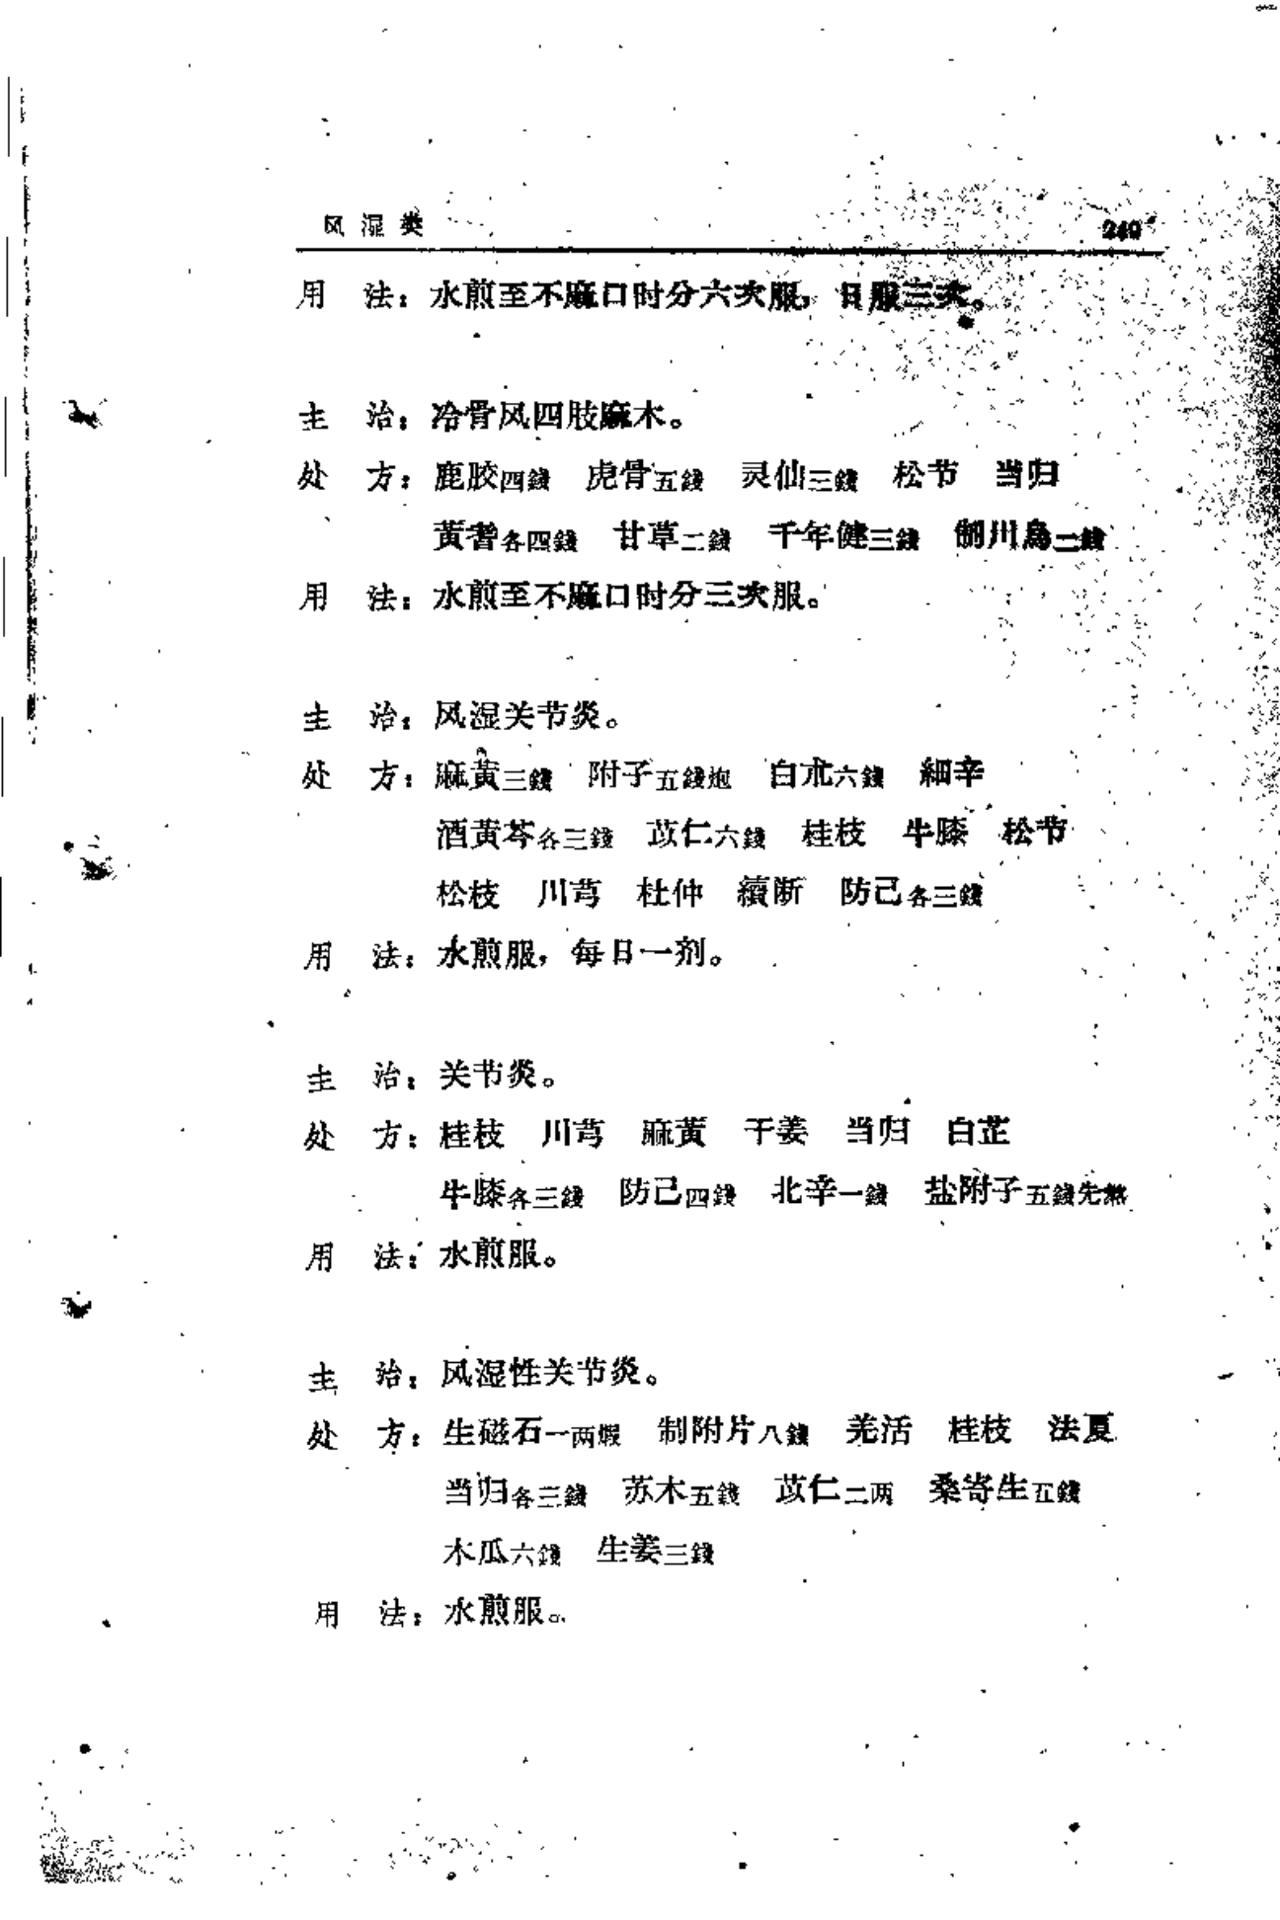 风湿类 249
用 法：水煎至不麻口时分六次服，日服三次。
主 治：冷骨风四肢麻木。
处 方：鹿胶四錢 虎骨五錢 灵仙三錢 松节 当归
黃耆各四錢 甘草二錢 千年健三錢 制川烏二錢
用 法：水煎至不麻口时分三次服。
主 治：风湿关节炎。
处 方：麻黃三錢 附子五錢炮 白朮六錢 細辛
酒黃芩各三錢 苡仁六錢 桂枝 牛膝 松节
松枝 川芎 杜仲 續断 防己各三錢
用 法：水煎服，每日一剂。
主 治：关节炎。
处 方：桂枝 川芎 麻黃 干姜 当归 白芷
牛膝各三錢 防己四錢 北辛一錢 盐附子五錢先煎
用 法：水煎服。
主 治：风湿性关节炎。
处 方：生磁石一两煅 制附片八錢 羌活 桂枝 法夏
当归各三錢 苏木五錢 苡仁二两 桑寄生五錢
木瓜六錢 生姜三錢
用 法：水煎服。